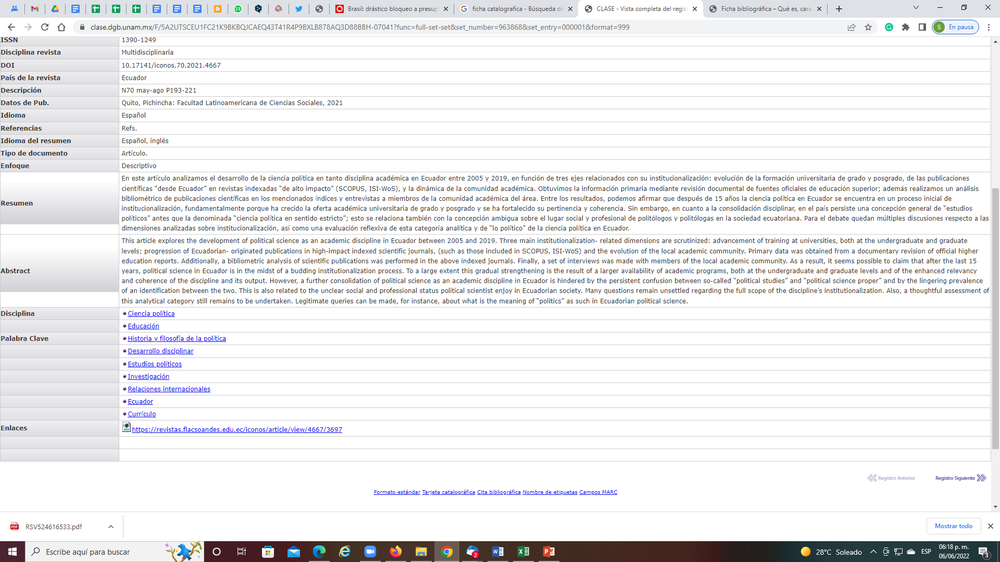 Brasil: drástico bloqueo a presup
ficha catalografica - Búsqueda de
CLASE - Vista completa del regist
Ficha bibliográfica – Qué es, cara
clase.dgb.unam.mx/F/5A2UTSCEU1FC21K9BKBQJCAEQ43T41R4P9BXLB878AQ3D88BBH-07041?func=full-set-set&set_number=963868&set_entry=000001&format=999
S En pausa
ISSN 1390-1249
Disciplina revista Multidisciplinaria
DOI 10.17141/iconos.70.2021.4667
País de la revista Ecuador
Descripción N70 may-ago P193-221
Datos de Pub. Quito, Pichincha: Facultad Latinoamericana de Ciencias Sociales, 2021
Idioma Español
Referencias Refs.
Idioma del resumen Español, inglés
Tipo de documento Artículo.
Enfoque Descriptivo
Resumen
En este artículo analizamos el desarrollo de la ciencia política en tanto disciplina académica en Ecuador entre 2005 y 2019, en función de tres ejes relacionados con su institucionalización: evolución de la formación universitaria de grado y posgrado, de las publicaciones
científicas “desde Ecuador” en revistas indexadas “de alto impacto” (SCOPUS, ISI-WoS), y la dinámica de la comunidad académica. Obtuvimos la información primaria mediante revisión documental de fuentes oficiales de educación superior; además realizamos un análisis
bibliométrico de publicaciones científicas en los mencionados índices y entrevistas a miembros de la comunidad académica del área. Entre los resultados, podemos afirmar que después de 15 años la ciencia política en Ecuador se encuentra en un proceso inicial de
institucionalización, fundamentalmente porque ha crecido la oferta académica universitaria de grado y posgrado y se ha fortalecido su pertinencia y coherencia. Sin embargo, en cuanto a la consolidación disciplinar, en el país persiste una concepción general de “estudios
políticos” antes que la denominada “ciencia política en sentido estricto”; esto se relaciona también con la concepción ambigua sobre el lugar social y profesional de politólogos y politólogas en la sociedad ecuatoriana. Para el debate quedan múltiples discusiones respecto a las
dimensiones analizadas sobre institucionalización, así como una evaluación reflexiva de esta categoría analítica y de “lo político” de la ciencia política en Ecuador.
Abstract
This article explores the development of political science as an academic discipline in Ecuador between 2005 and 2019. Three main institutionalization- related dimensions are scrutinized: advancement of training at universities, both at the undergraduate and graduate
levels; progression of Ecuadorian- originated publications in high-impact indexed scientific journals, (such as those included in SCOPUS, ISI-WoS) and the evolution of the local academic community. Primary data was obtained from a documentary revision of official higher
education reports. Additionally, a bibliometric analysis of scientific publications was performed in the above indexed journals. Finally, a set of interviews was made with members of the local academic community. As a result, it seems possible to claim that after the last 15
years, political science in Ecuador is in the midst of a budding institutionalization process. To a large extent this gradual strengthening is the result of a larger availability of academic programs, both at the undergraduate and graduate levels and of the enhanced relevancy
and coherence of the discipline and its output. However, a further consolidation of political science as an academic discipline in Ecuador is hindered by the persistent confusion between so-called “political studies” and “political science proper” and by the lingering prevalence
of an identification between the two. This is also related to the unclear social and professional status political scientist enjoy in Ecuadorian society. Many questions remain unsettled regarding the full scope of the discipline’s institutionalization. Also, a thoughtful assessment of
this analytical category still remains to be undertaken. Legitimate queries can be made, for instance, about what is the meaning of “politics” as such in Ecuadorian political science.
Disciplina Ciencia política
Educación
Palabra Clave Historia y filosofía de la política
Desarrollo disciplinar
Estudios políticos
Investigación
Relaciones internacionales
Ecuador
Currículo
Enlaces https://revistas.flacsoandes.edu.ec/iconos/article/view/4667/3697
Registro Anterior Registro Siguiente
Formato estándar Tarjeta catalográfica Cita bibliográfica Nombre de etiquetas Campos MARC
RSV524616533.pdf
Mostrar todo
Escribe aquí para buscar
28°C Soleado
ESP
06:18 p. m.
06/06/2022
3